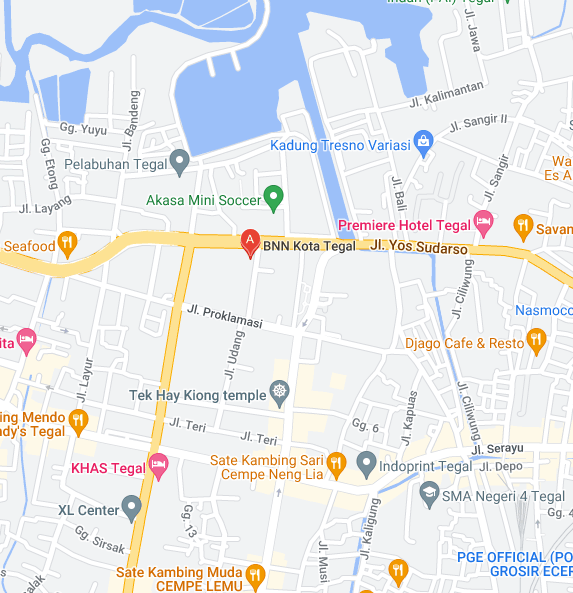 Tegal
Jl. Jawa
Jl. Kalimantan
Gg. Yuyu
Jl. Bandeng
Gg. Etong
Jl. Sangir II
Kadung Tresno Variasi
Jl. Sangir
Pelabuhan Tegal
Jl. Bali
Akasa Mini Soccer
Jl. Layang
Premiere Hotel Tegal
Seafood
A
BNN Kota Tegal
Jl. Yos Sudarso
Jl. Ciliwung
Jl. Proklamasi
Jl. Udang
Djago Cafe & Resto
Jl. Layur
Tek Hay Kiong temple
Jl. Ciliwung
Jl. Kapuas
Jl. Teri
Jl. Teri
Gg. 6
Jl. Serayu
KHAS Tegal
Sate Kambing Sari
Cempe Neng Lia
Indoprint Tegal
Jl. Depo
SMA Negeri 4 Tegal
XL Center
Gg. 13
Gg. Sirsak
Jl. Musi
Jl. Kaligung
Gg. 4
PGE OFFICIAL (PO
GROSIR ECER
Sate Kambing Muda
CEMPE LEMU